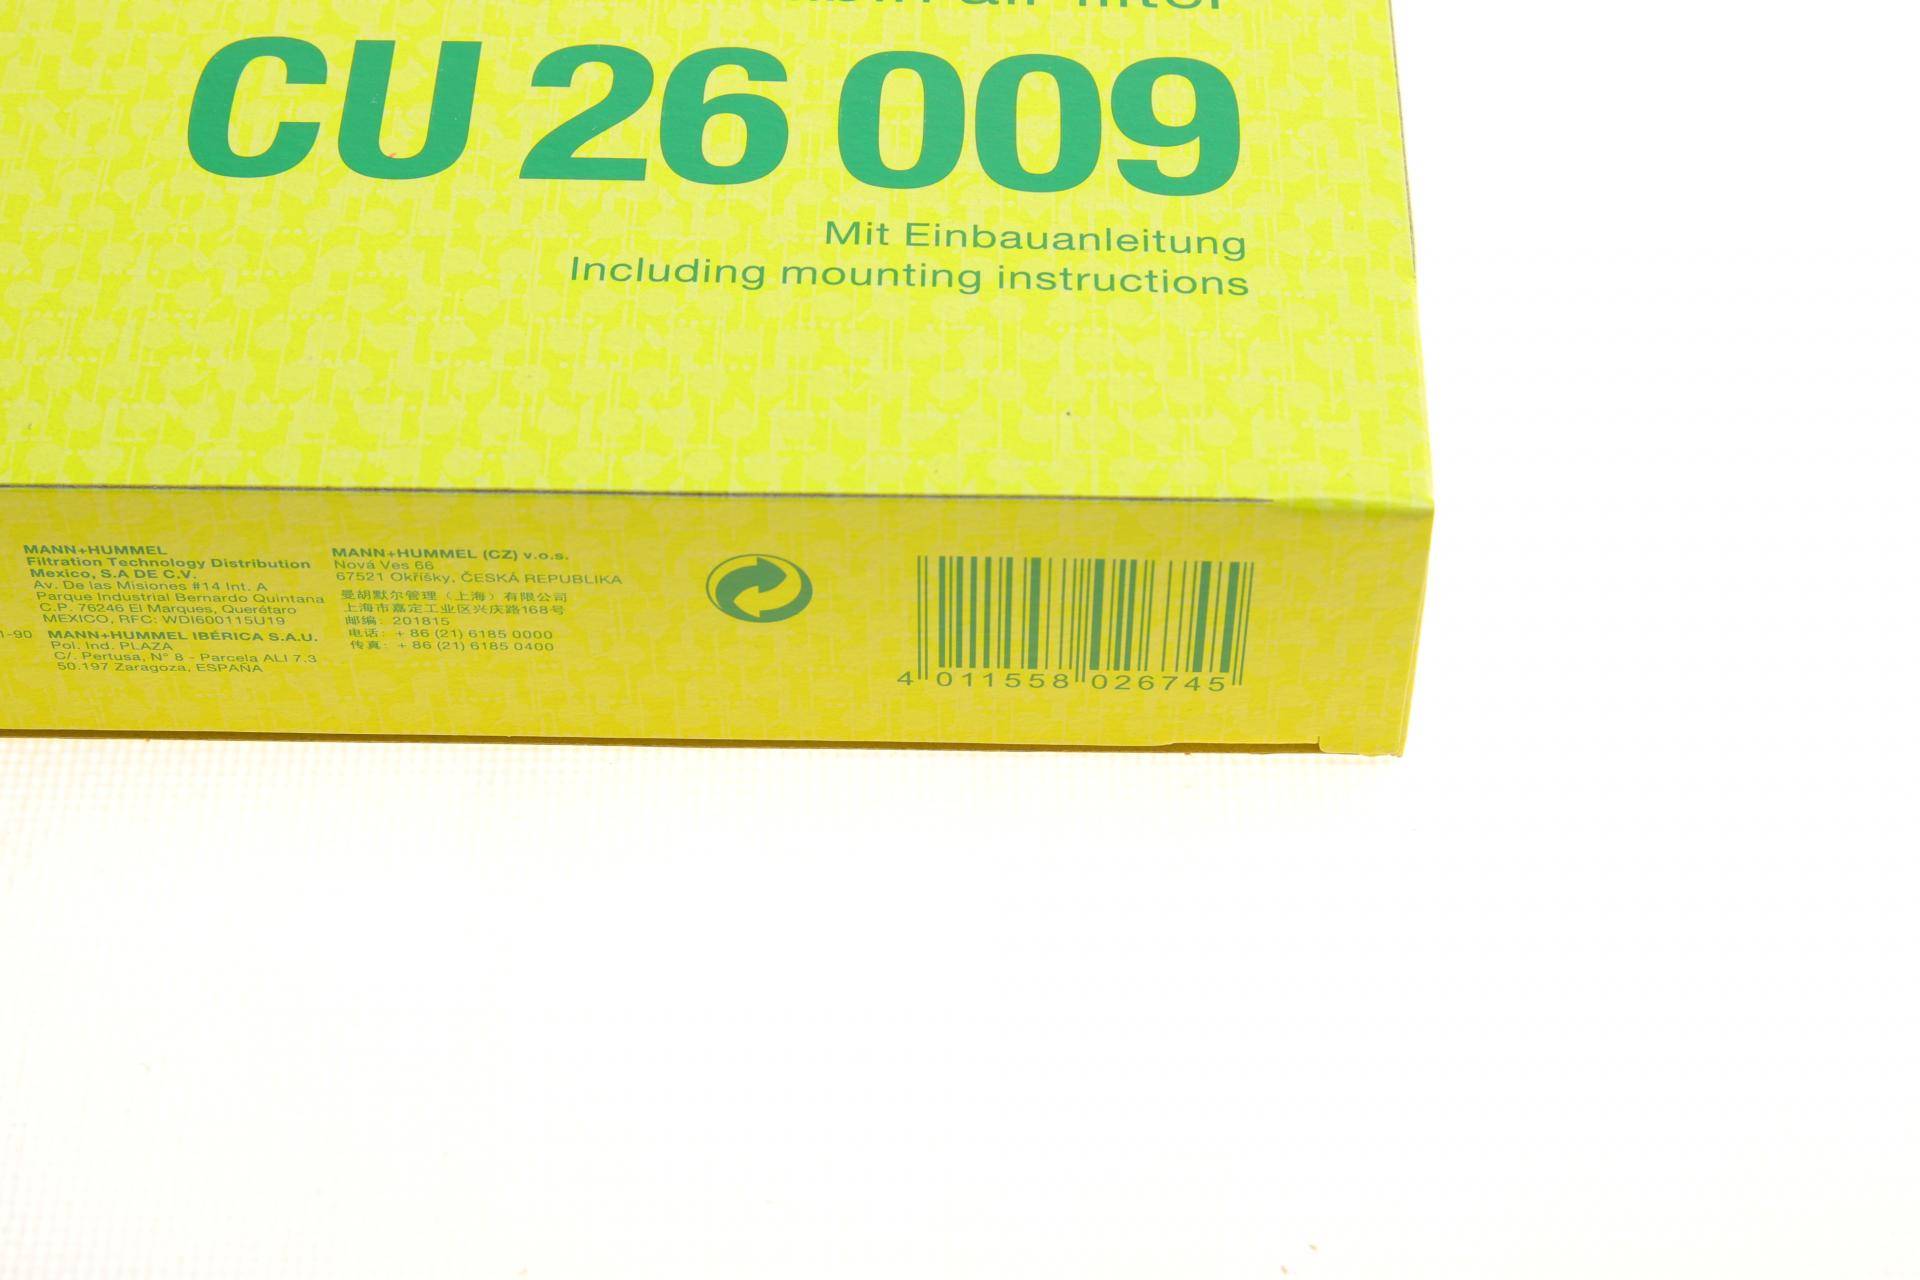 air filter
CU 26 009
Mit Einbauanleitung
Including mounting instructions
MANN+HUMMEL
Filtration Technology Distribution
Mexico, S.A DE C.V.
Av. De las Misiones #14 Int. A
Parque Industrial Bernardo Quintana
C.P. 76246 El Marques, Querétaro
MEXICO, RFC: WDI600115U19
1-90
MANN+HUMMEL IBÉRICA S.A.U.
Pol. Ind. PLAZA
C/. Pertusa, N° 8 - Parcela ALI 7.3
50.197 Zaragoza, ESPAÑA
MANN+HUMMEL (CZ) v.o.s.
Nová Ves 66
67521 Okříšky, ČESKÁ REPUBLIKA
曼胡默尔管理（上海）有限公司
上海市嘉定工业区兴庆路168号
邮编: 201815
电话: + 86 (21) 6185 0000
传真: + 86 (21) 6185 0400
4 011558 026745